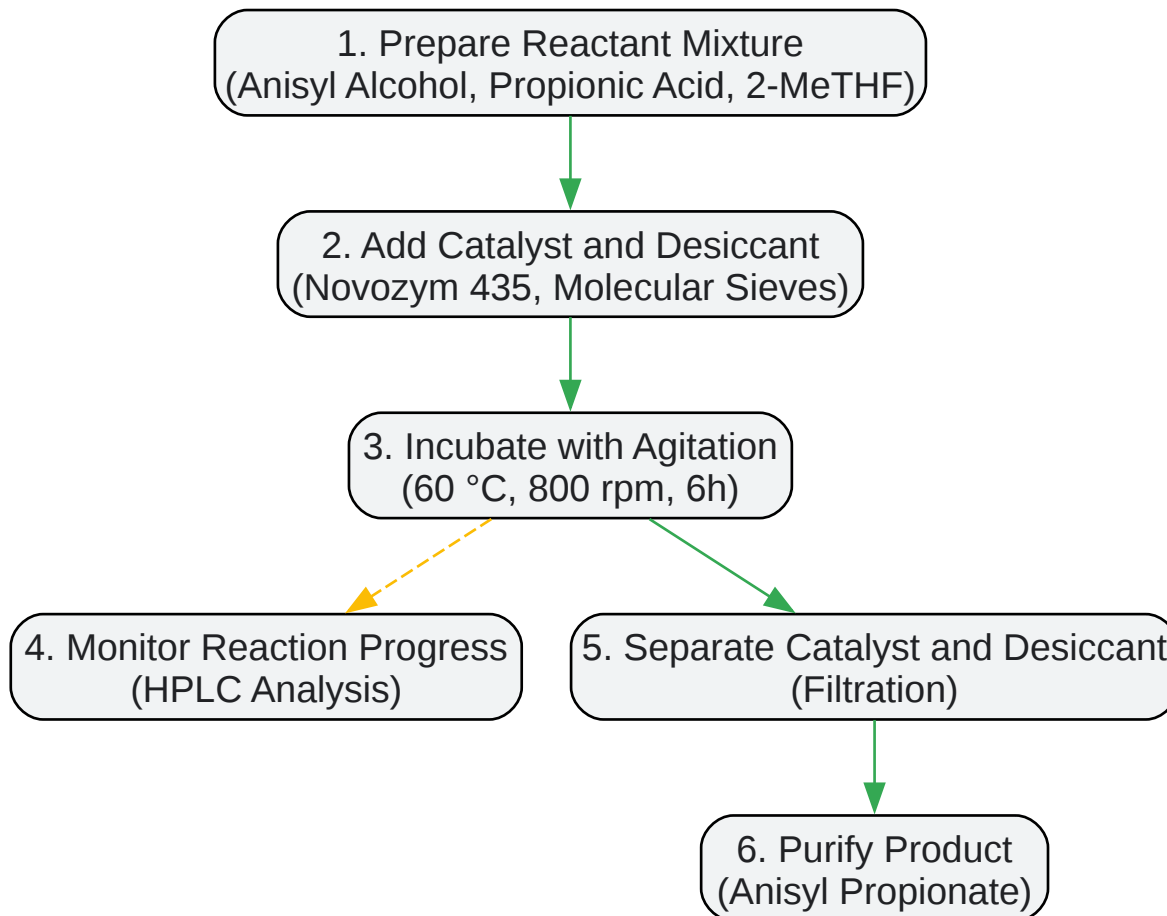 1. Prepare Reactant Mixture
(Anisyl Alcohol, Propionic Acid, 2-MeTHF)
2. Add Catalyst and Desiccant
(Novozym 435, Molecular Sieves)
3. Incubate with Agitation
(60 °C, 800 rpm, 6h)
4. Monitor Reaction Progress
(HPLC Analysis)
5. Separate Catalyst and Desiccant
(Filtration)
6. Purify Product
(Anisyl Propionate)